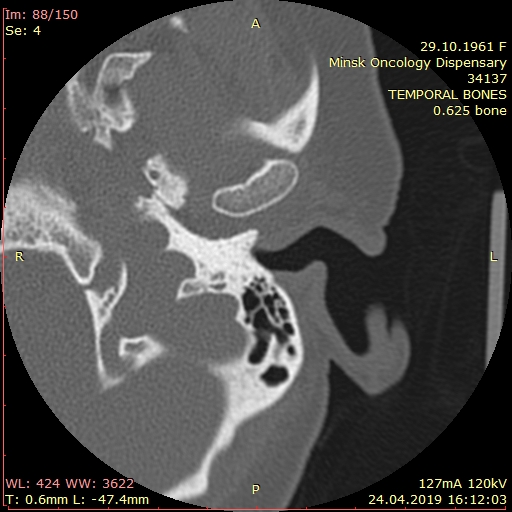 Im: 88/150
Se: 4
A
29.10.1961 F
Minsk Oncology Dispensary
34137
TEMPORAL BONES
0.625 bone
R
L
WL: 424 WW: 3622
T: 0.6mm L: -47.4mm
P
127mA 120kV
24.04.2019 16:12:03